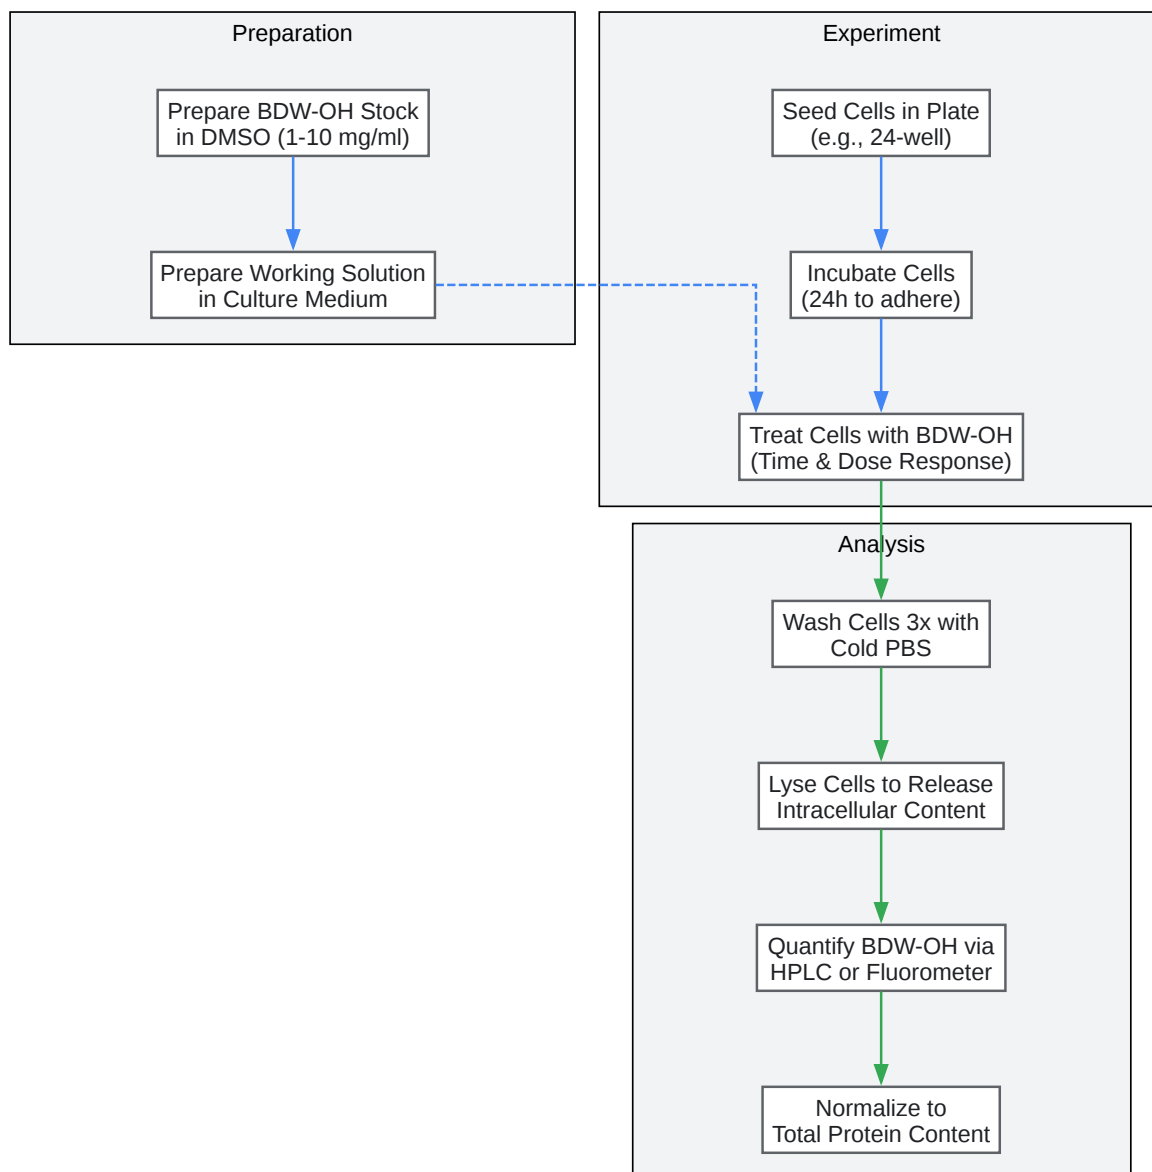 Preparation
Prepare BDW-OH Stock
in DMSO (1-10 mg/ml)
Prepare Working Solution
in Culture Medium
Experiment
Seed Cells in Plate
(e.g., 24-well)
Incubate Cells
(24h to adhere)
Treat Cells with BDW-OH
(Time & Dose Response)
Analysis
Wash Cells 3x with
Cold PBS
Lyse Cells to Release
Intracellular Content
Quantify BDW-OH via
HPLC or Fluorometer
Normalize to
Total Protein Content